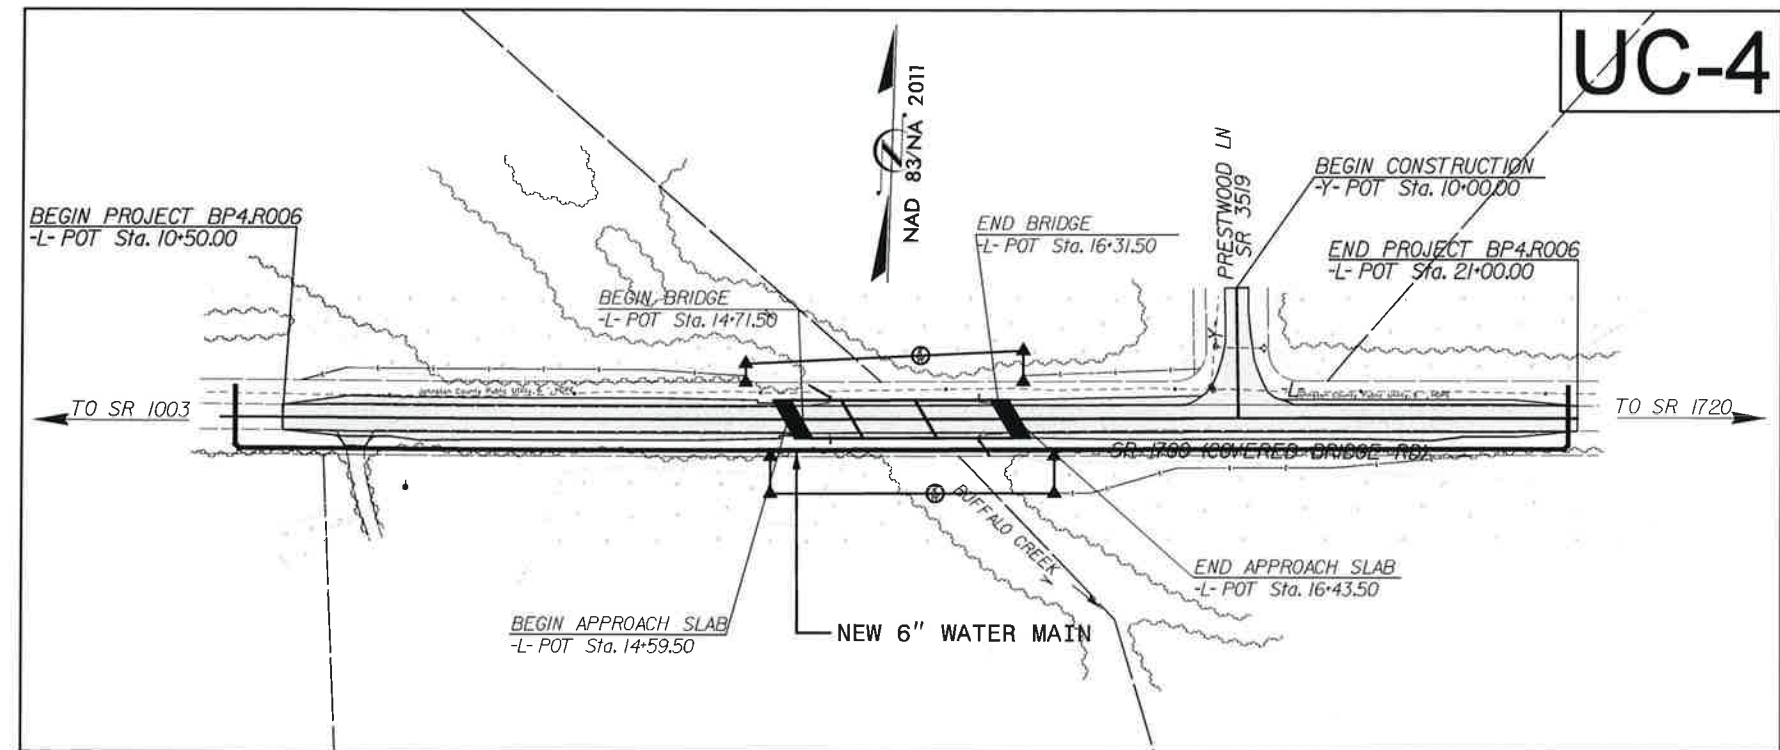 UC-4
NAD 83/NA 2011
PRESTWOOD LN
SR 3519
BEGIN CONSTRUCTION
-Y- POT Sta. 10+00.00
BEGIN PROJECT BP4.R006
-L- POT Sta. 10+50.00
END BRIDGE
-L- POT Sta. 16+31.50
END PROJECT BP4.R006
-L- POT Sta. 21+00.00
BEGIN BRIDGE
-L- POT Sta. 14+71.50
-Y-
-L-
TO SR 1003
TO SR 1720
SR 1700 (COVERED BRIDGE RD)
BUFFALO CREEK
END APPROACH SLAB
-L- POT Sta. 16+43.50
BEGIN APPROACH SLAB
-L- POT Sta. 14+59.50
NEW 6" WATER MAIN